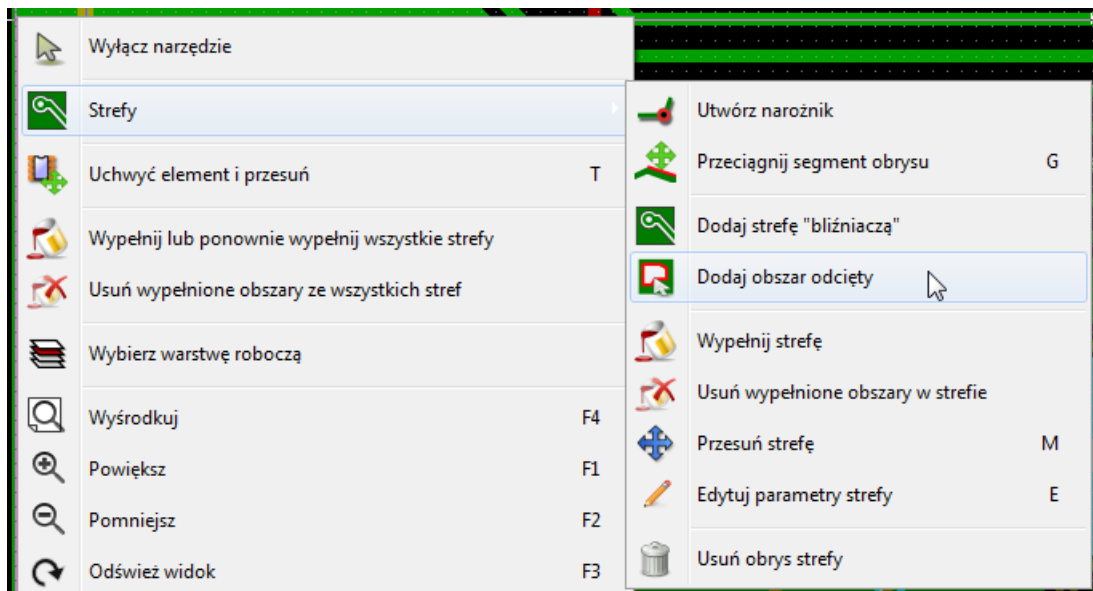 Wyłącz narzędzie
Strefy
Uchwyć element i przesuń T
Wypełnij lub ponownie wypełnij wszystkie strefy
Usuń wypełnione obszary ze wszystkich stref
Wybierz warstwę roboczą
Wyśrodkuj F4
Powiększ F1
Pomniejsz F2
Odśwież widok F3
Utwórz narożnik
Przeciągnij segment obrysu G
Dodaj strefę "bliźniaczą"
Dodaj obszar odcięty
Wypełnij strefę
Usuń wypełnione obszary w strefie
Przesuń strefę M
Edytuj parametry strefy E
Usuń obrys strefy